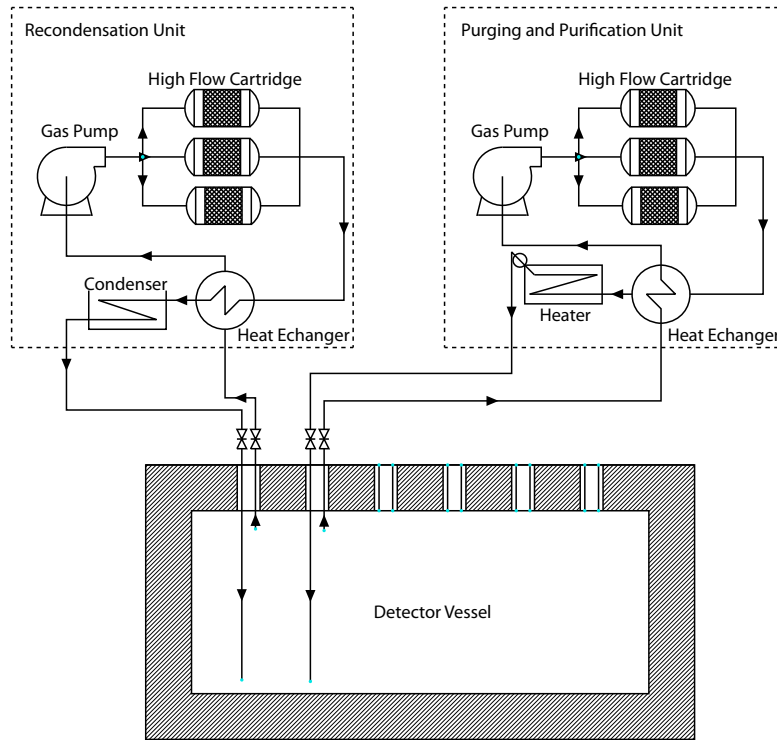 Recondensation Unit
High Flow Cartridge
Gas Pump
Condenser
Heat Echanger
Purging and Purification Unit
High Flow Cartridge
Gas Pump
Heater
Heat Echanger
Detector Vessel